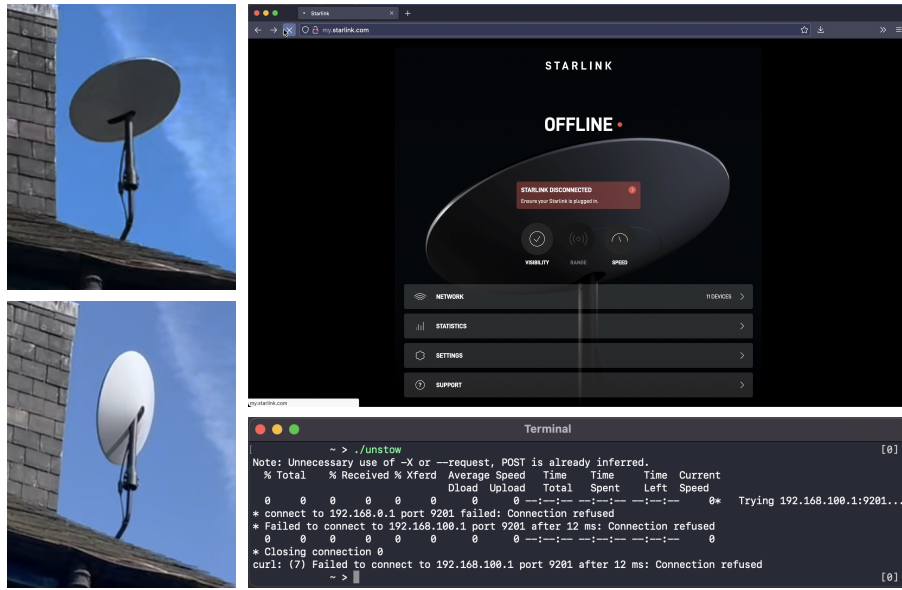 Starlink
my.starlink.com
STARLINK
OFFLINE
STARLINK DISCONNECTED
Ensure your Starlink is plugged in.
VISIBILITY RANGE SPEED
NETWORK 11 DEVICES
STATISTICS
SETTINGS
SUPPORT
my.starlink.com
Terminal
~ > ./unstow [0]
Note: Unnecessary use of -X or --request, POST is already inferred.
% Total % Received % Xferd Average Speed Time Time Time Current
Dload Upload Total Spent Left Speed
0 0 0 0 0 0 0 0 --:--:-- --:--:-- --:--:-- 0* Trying 192.168.100.1:9201...
* connect to 192.168.0.1 port 9201 failed: Connection refused
* Failed to connect to 192.168.100.1 port 9201 after 12 ms: Connection refused
0 0 0 0 0 0 0 0 --:--:-- --:--:-- --:--:-- 0
* Closing connection 0
curl: (7) Failed to connect to 192.168.100.1 port 9201 after 12 ms: Connection refused
~ > [0]